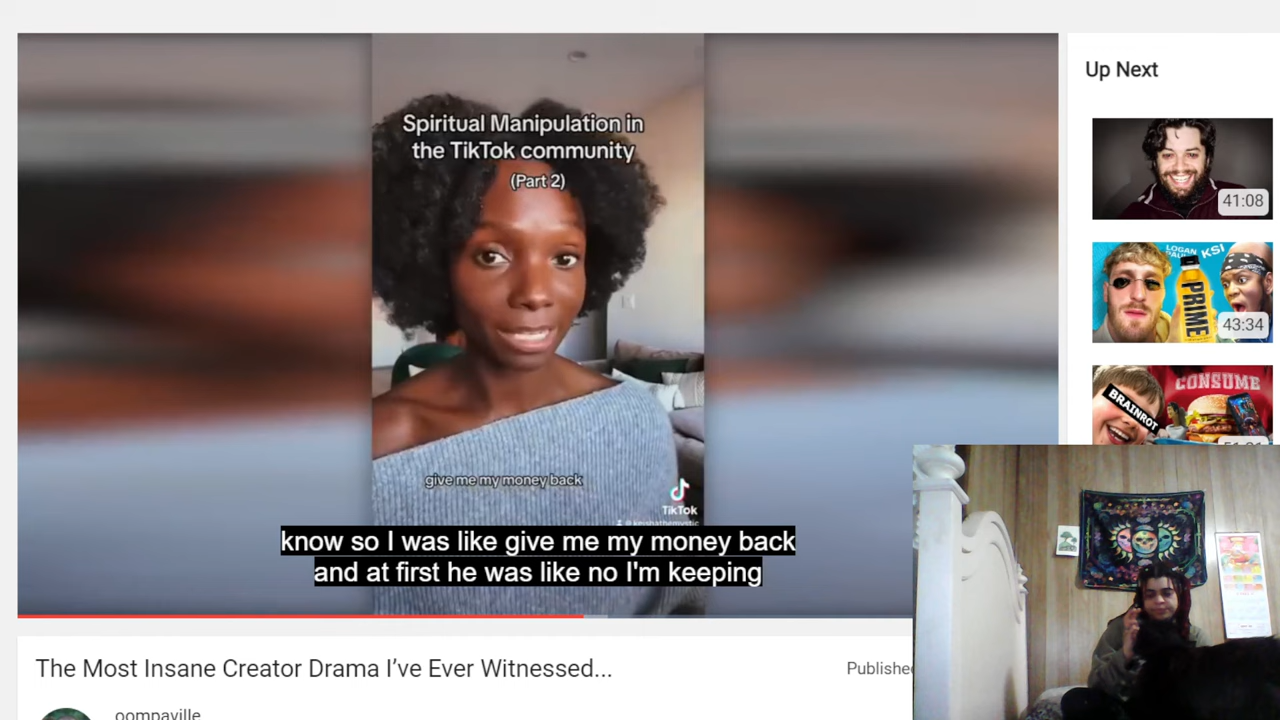 Up Next
Spiritual Manipulation in
the TikTok community
(Part 2)
41:08
LOGAN
PAUL
KSI
PRIME
43:34
CONSUME
BRAINROT
give me my money back
TikTok
know so I was like give me my money back
and at first he was like no I'm keeping
The Most Insane Creator Drama I’ve Ever Witnessed...
Published
oompaville